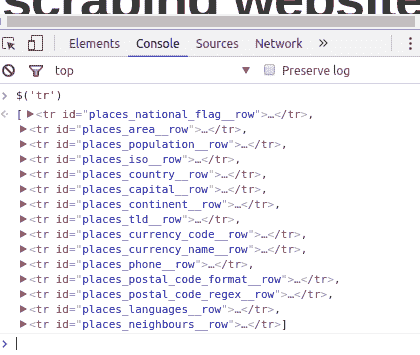 scraping website
Elements Console Sources Network »
top Preserve log
> $('tr')
[ ▶<tr id="places_national_flag__row">…</tr>,
▶<tr id="places_area__row">…</tr>,
▶<tr id="places_population__row">…</tr>,
▶<tr id="places_iso__row">…</tr>,
▶<tr id="places_country__row">…</tr>,
▶<tr id="places_capital__row">…</tr>,
▶<tr id="places_continent__row">…</tr>,
▶<tr id="places_tld__row">…</tr>,
▶<tr id="places_currency_code__row">…</tr>,
▶<tr id="places_currency_name__row">…</tr>,
▶<tr id="places_phone__row">…</tr>,
▶<tr id="places_postal_code_format__row">…</tr>,
▶<tr id="places_postal_code_regex__row">…</tr>,
▶<tr id="places_languages__row">…</tr>,
▶<tr id="places_neighbours__row">…</tr>]
>